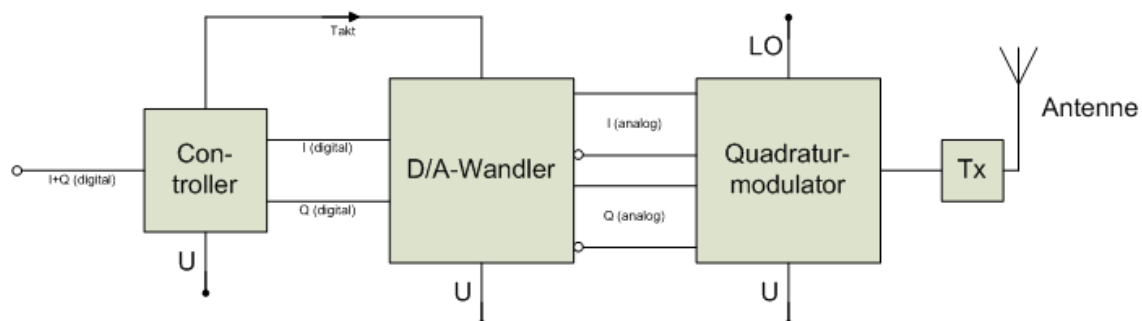 Takt
LO
Antenne
I+Q (digital)
Con-
troller
I (digital)
Q (digital)
D/A-Wandler
I (analog)
Q (analog)
Quadratur-
modulator
Tx
U
U
U